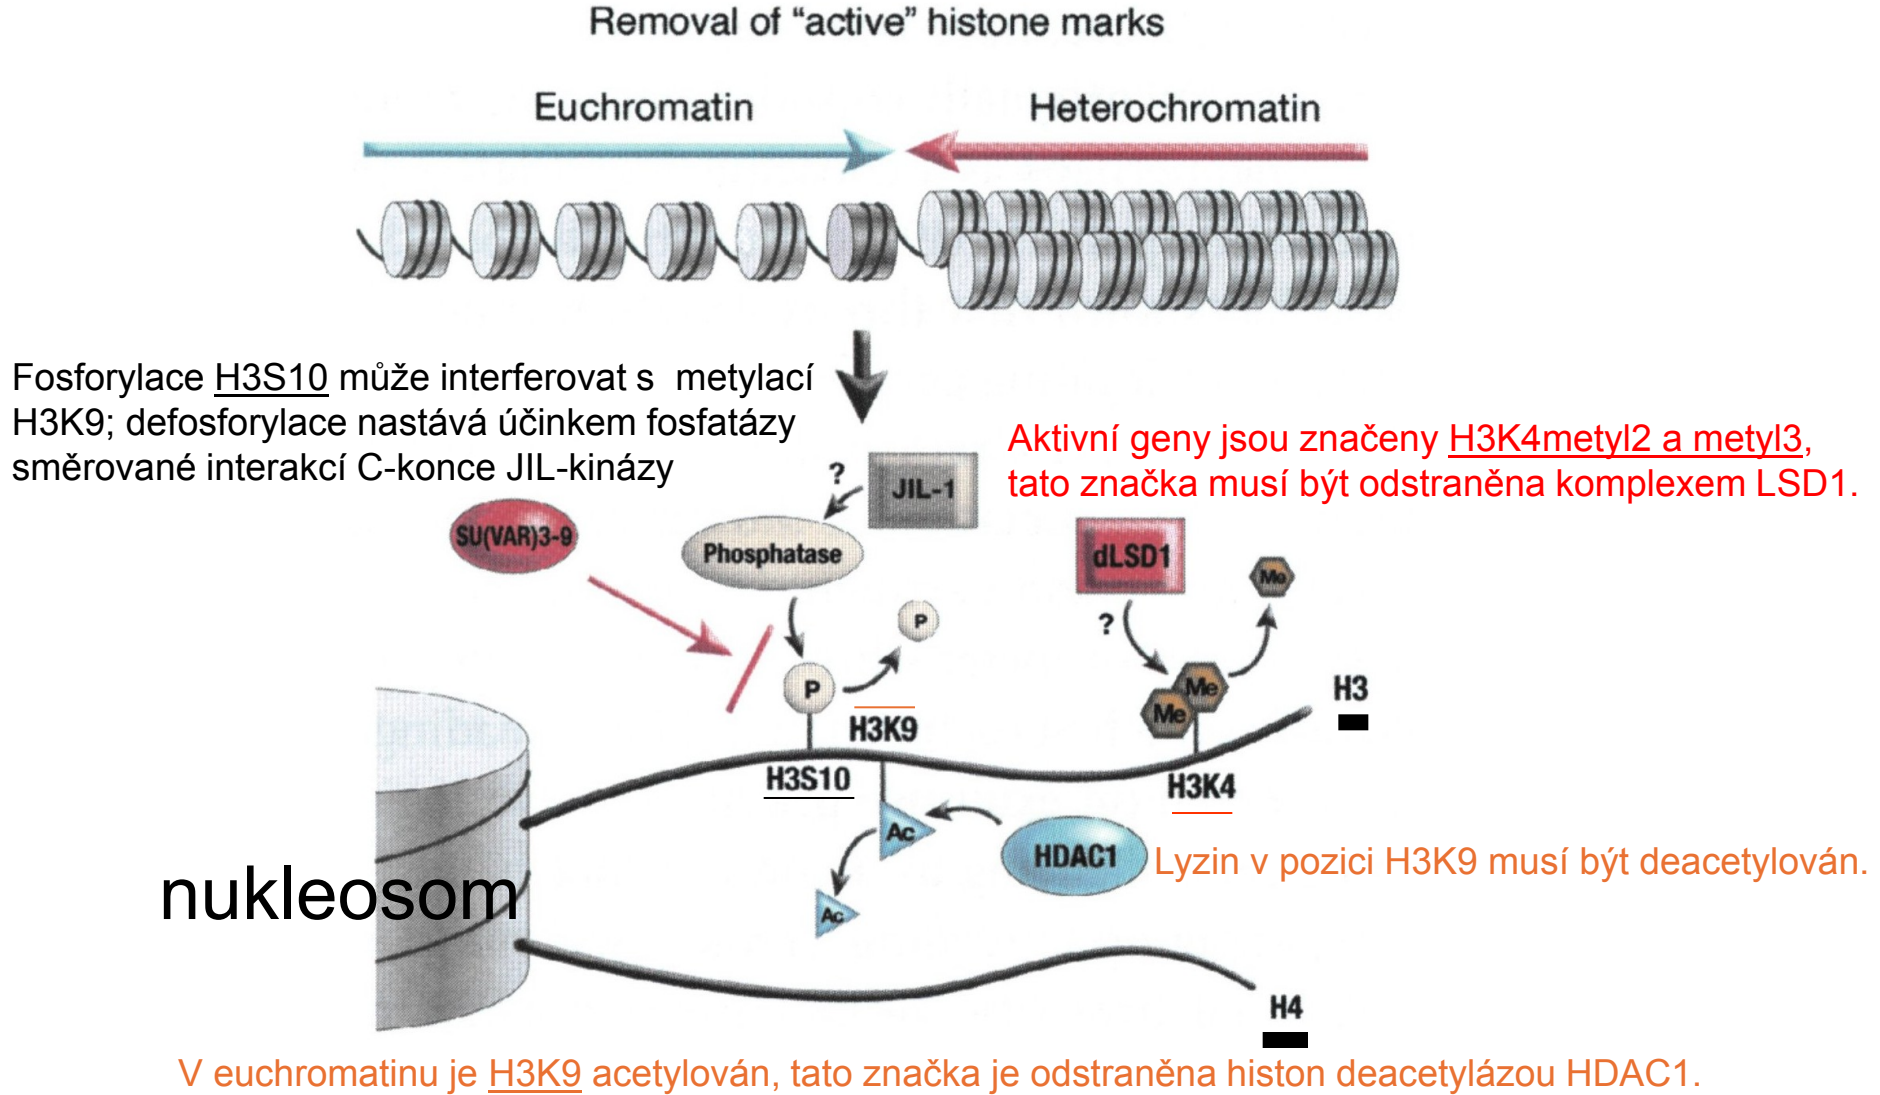 Removal of “active” histone marks
Euchromatin
Heterochromatin
Fosforylace H3S10 může interferovat s  metylací
H3K9; defosforylace nastává účinkem fosfatázy
směrované interakcí C-konce JIL-kinázy
Aktivní geny jsou značeny H3K4metyl2 a metyl3,
tato značka musí být odstraněna komplexem LSD1.
?
JIL-1
SU(VAR)3-9
Phosphatase
dLSD1
Me
?
P
P
Me
Me
H3
H3K9
H3S10
H3K4
Ac
HDAC1
Lyzin v pozici H3K9 musí být deacetylován.
nukleosom
Ac
H4
V euchromatinu je H3K9 acetylován, tato značka je odstraněna histon deacetylázou HDAC1.